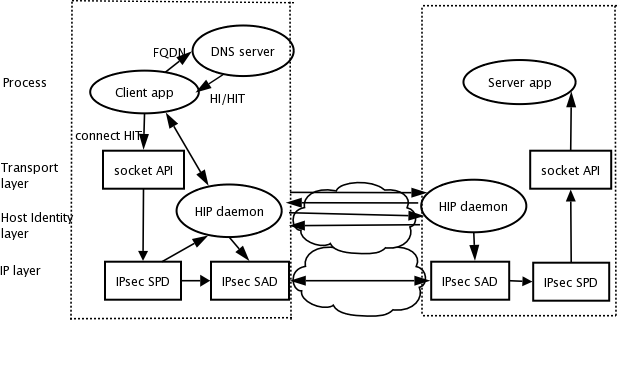 FQDN
DNS server
Process
Client app
Server app
HI/HIT
connect HIT
Transport
layer
socket API
socket API
Host Identity
layer
HIP daemon
HIP daemon
IP layer
IPsec SPD
IPsec SAD
IPsec SAD
IPsec SPD